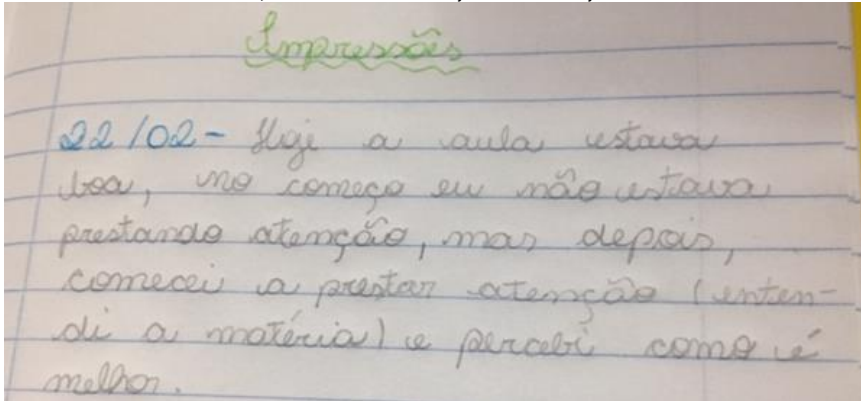 Impressões
22/02- Hoje a aula estava
boa, no começo eu não estava
prestando atenção, mas depois,
comecei a prestar atenção (enten-
di a matéria) e percebi como é
melhor.